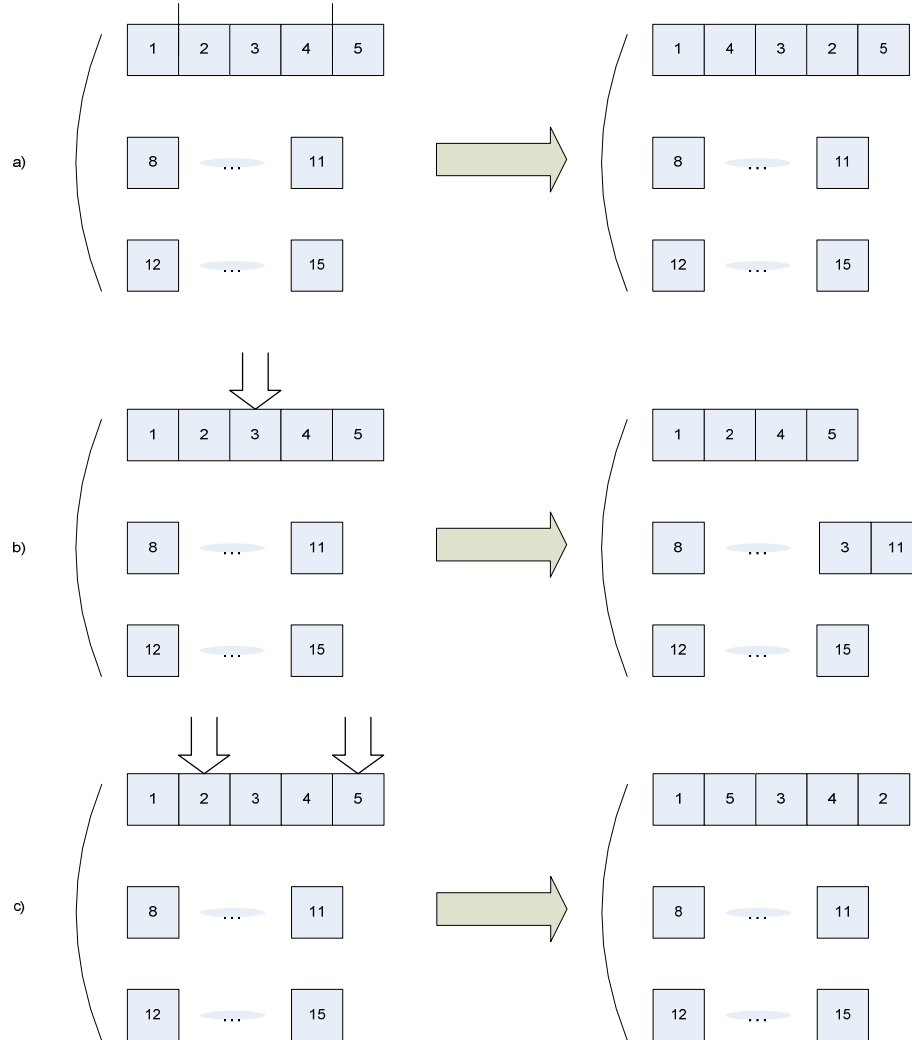 1 2 3 4 5 1 4 3 2 5
a) 8 ... 11 8 ... 11
12 ... 15 12 ... 15
1 2 3 4 5 1 2 4 5
b) 8 ... 11 8 ... 3 11
12 ... 15 12 ... 15
1 2 3 4 5 1 5 3 4 2
c) 8 ... 11 8 ... 11
12 ... 15 12 ... 15